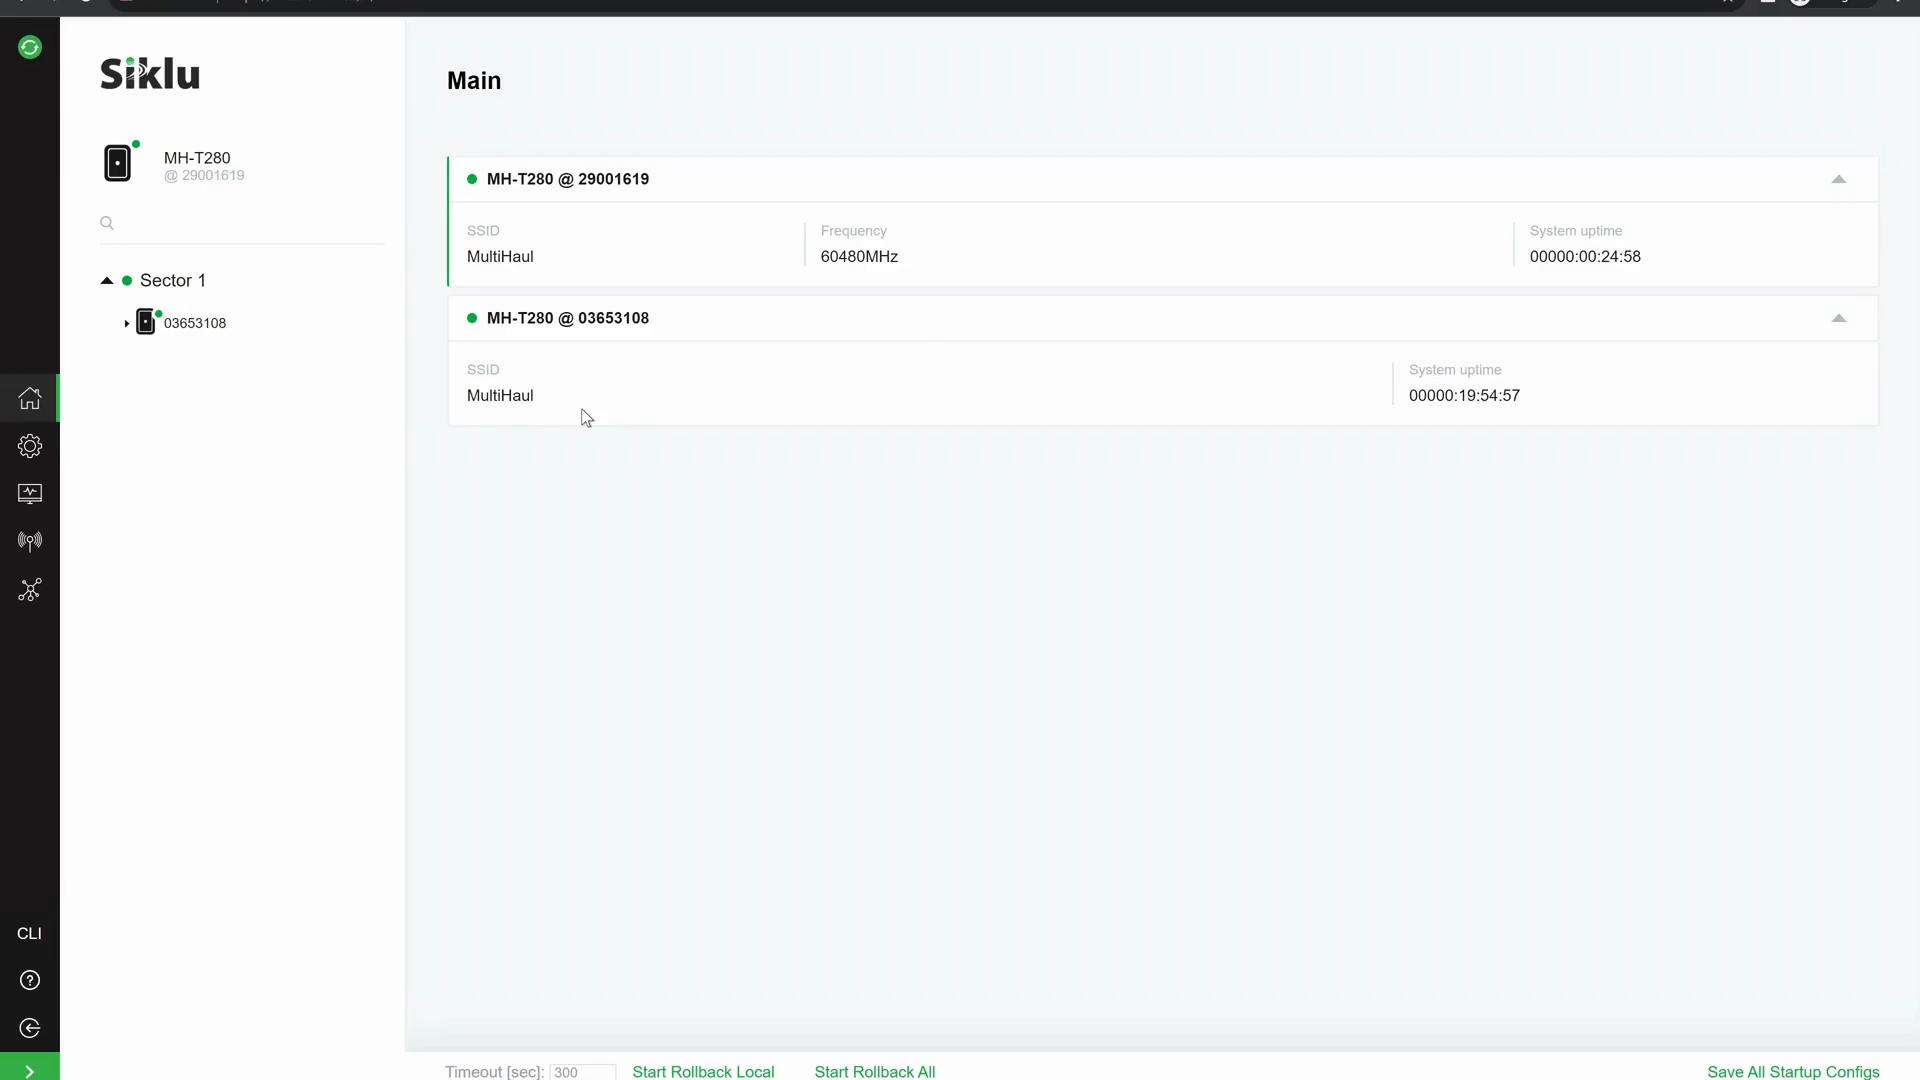 Siklu
MH-T280
@ 29001619
Sector 1
03653108
CLI
Main
MH-T280 @ 29001619
SSID
MultiHaul
Frequency
60480MHz
System uptime
00000:00:24:58
MH-T280 @ 03653108
SSID
MultiHaul
System uptime
00000:19:54:57
Timeout [sec]: 300 Start Rollback Local Start Rollback All Save All Startup Configs